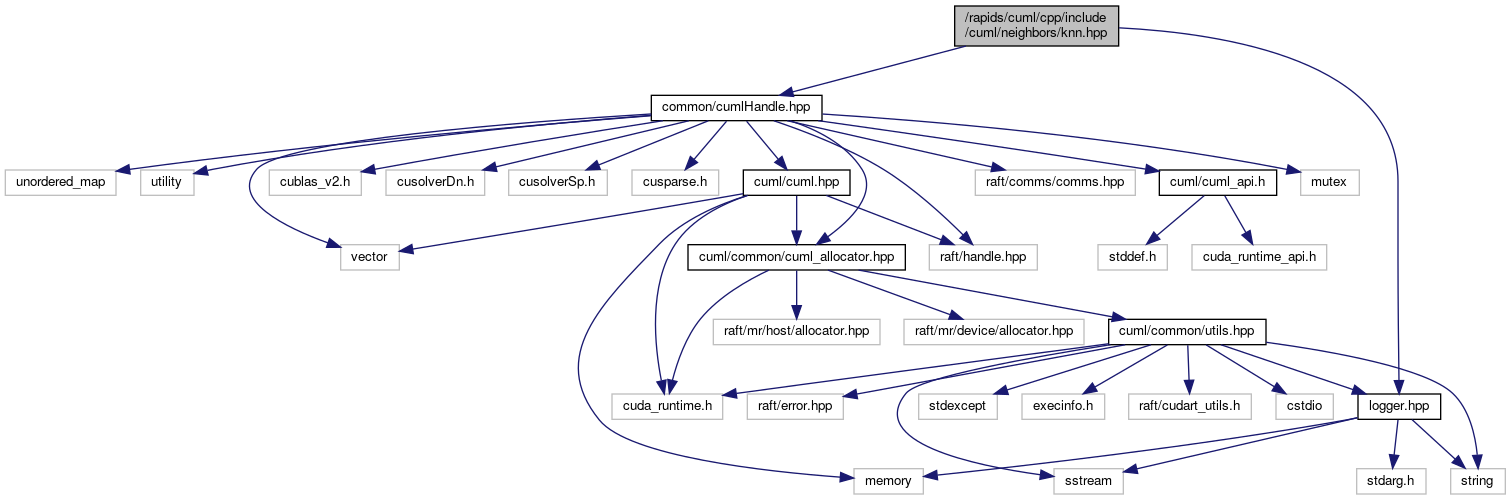 /rapids/cuml/cpp/include
/cuml/neighbors/knn.hpp
common/cumlHandle.hpp
unordered_map
utility
cublas_v2.h
cusolverDn.h
cusolverSp.h
cusparse.h
cuml/cuml.hpp
raft/comms/comms.hpp
cuml/cuml_api.h
mutex
vector
cuml/common/cuml_allocator.hpp
raft/handle.hpp
stddef.h
cuda_runtime_api.h
raft/mr/host/allocator.hpp
raft/mr/device/allocator.hpp
cuml/common/utils.hpp
cuda_runtime.h
raft/error.hpp
stdexcept
execinfo.h
raft/cudart_utils.h
cstdio
logger.hpp
memory
sstream
stdarg.h
string